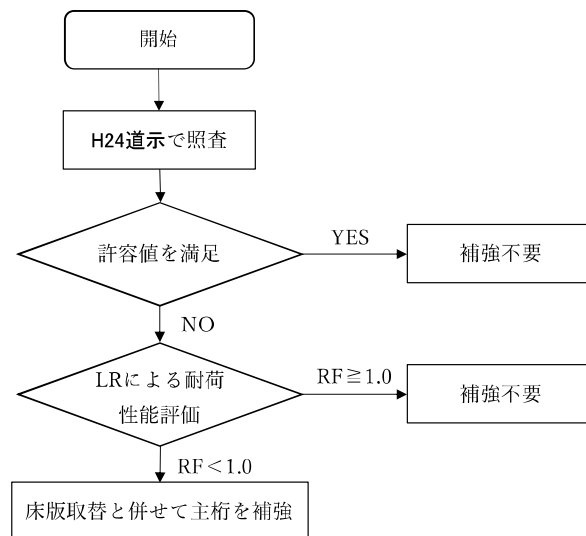 開始
H24道示で照査
許容値を満足
YES
補強不要
NO
LRによる耐荷
性能評価
RF≧1.0
補強不要
RF＜1.0
床版取替と併せて主桁を補強